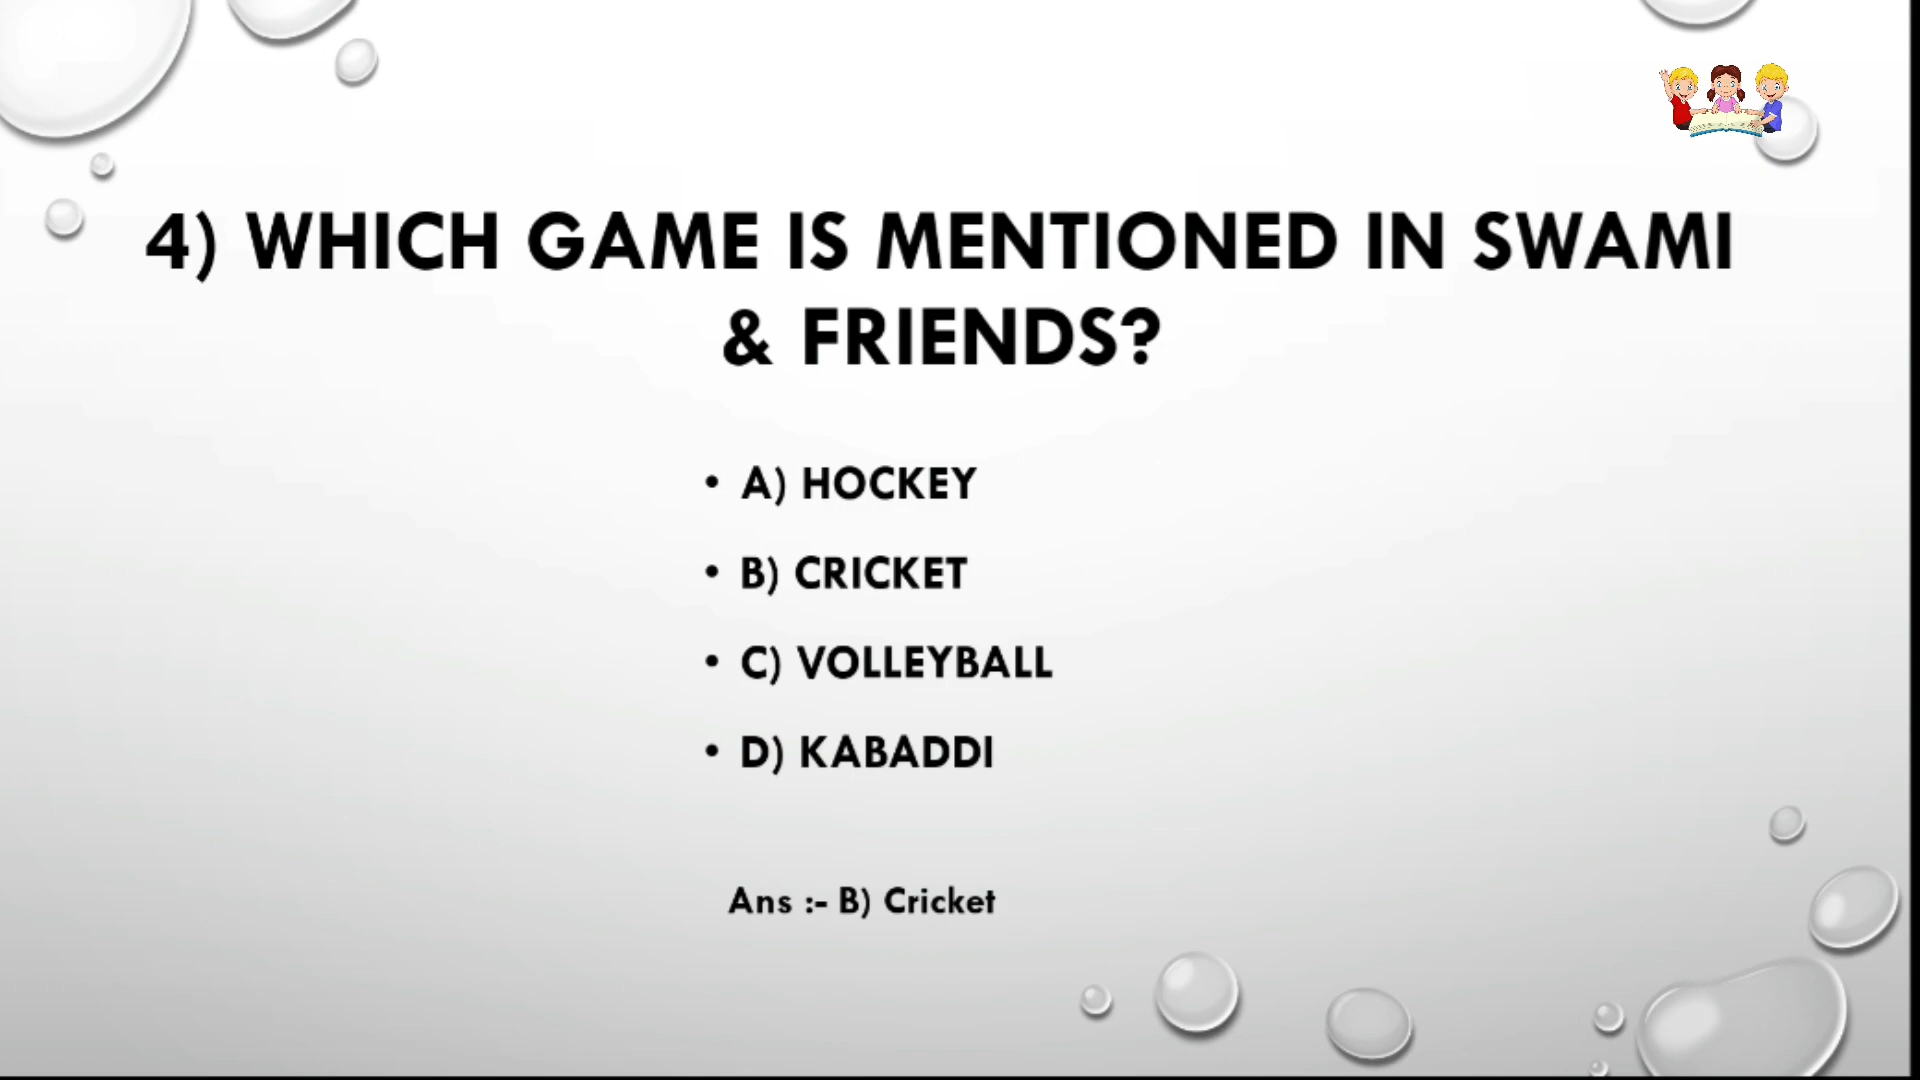 4) WHICH GAME IS MENTIONED IN SWAMI
& FRIENDS?
• A) HOCKEY
• B) CRICKET
• C) VOLLEYBALL
• D) KABADDI
Ans :- B) Cricket